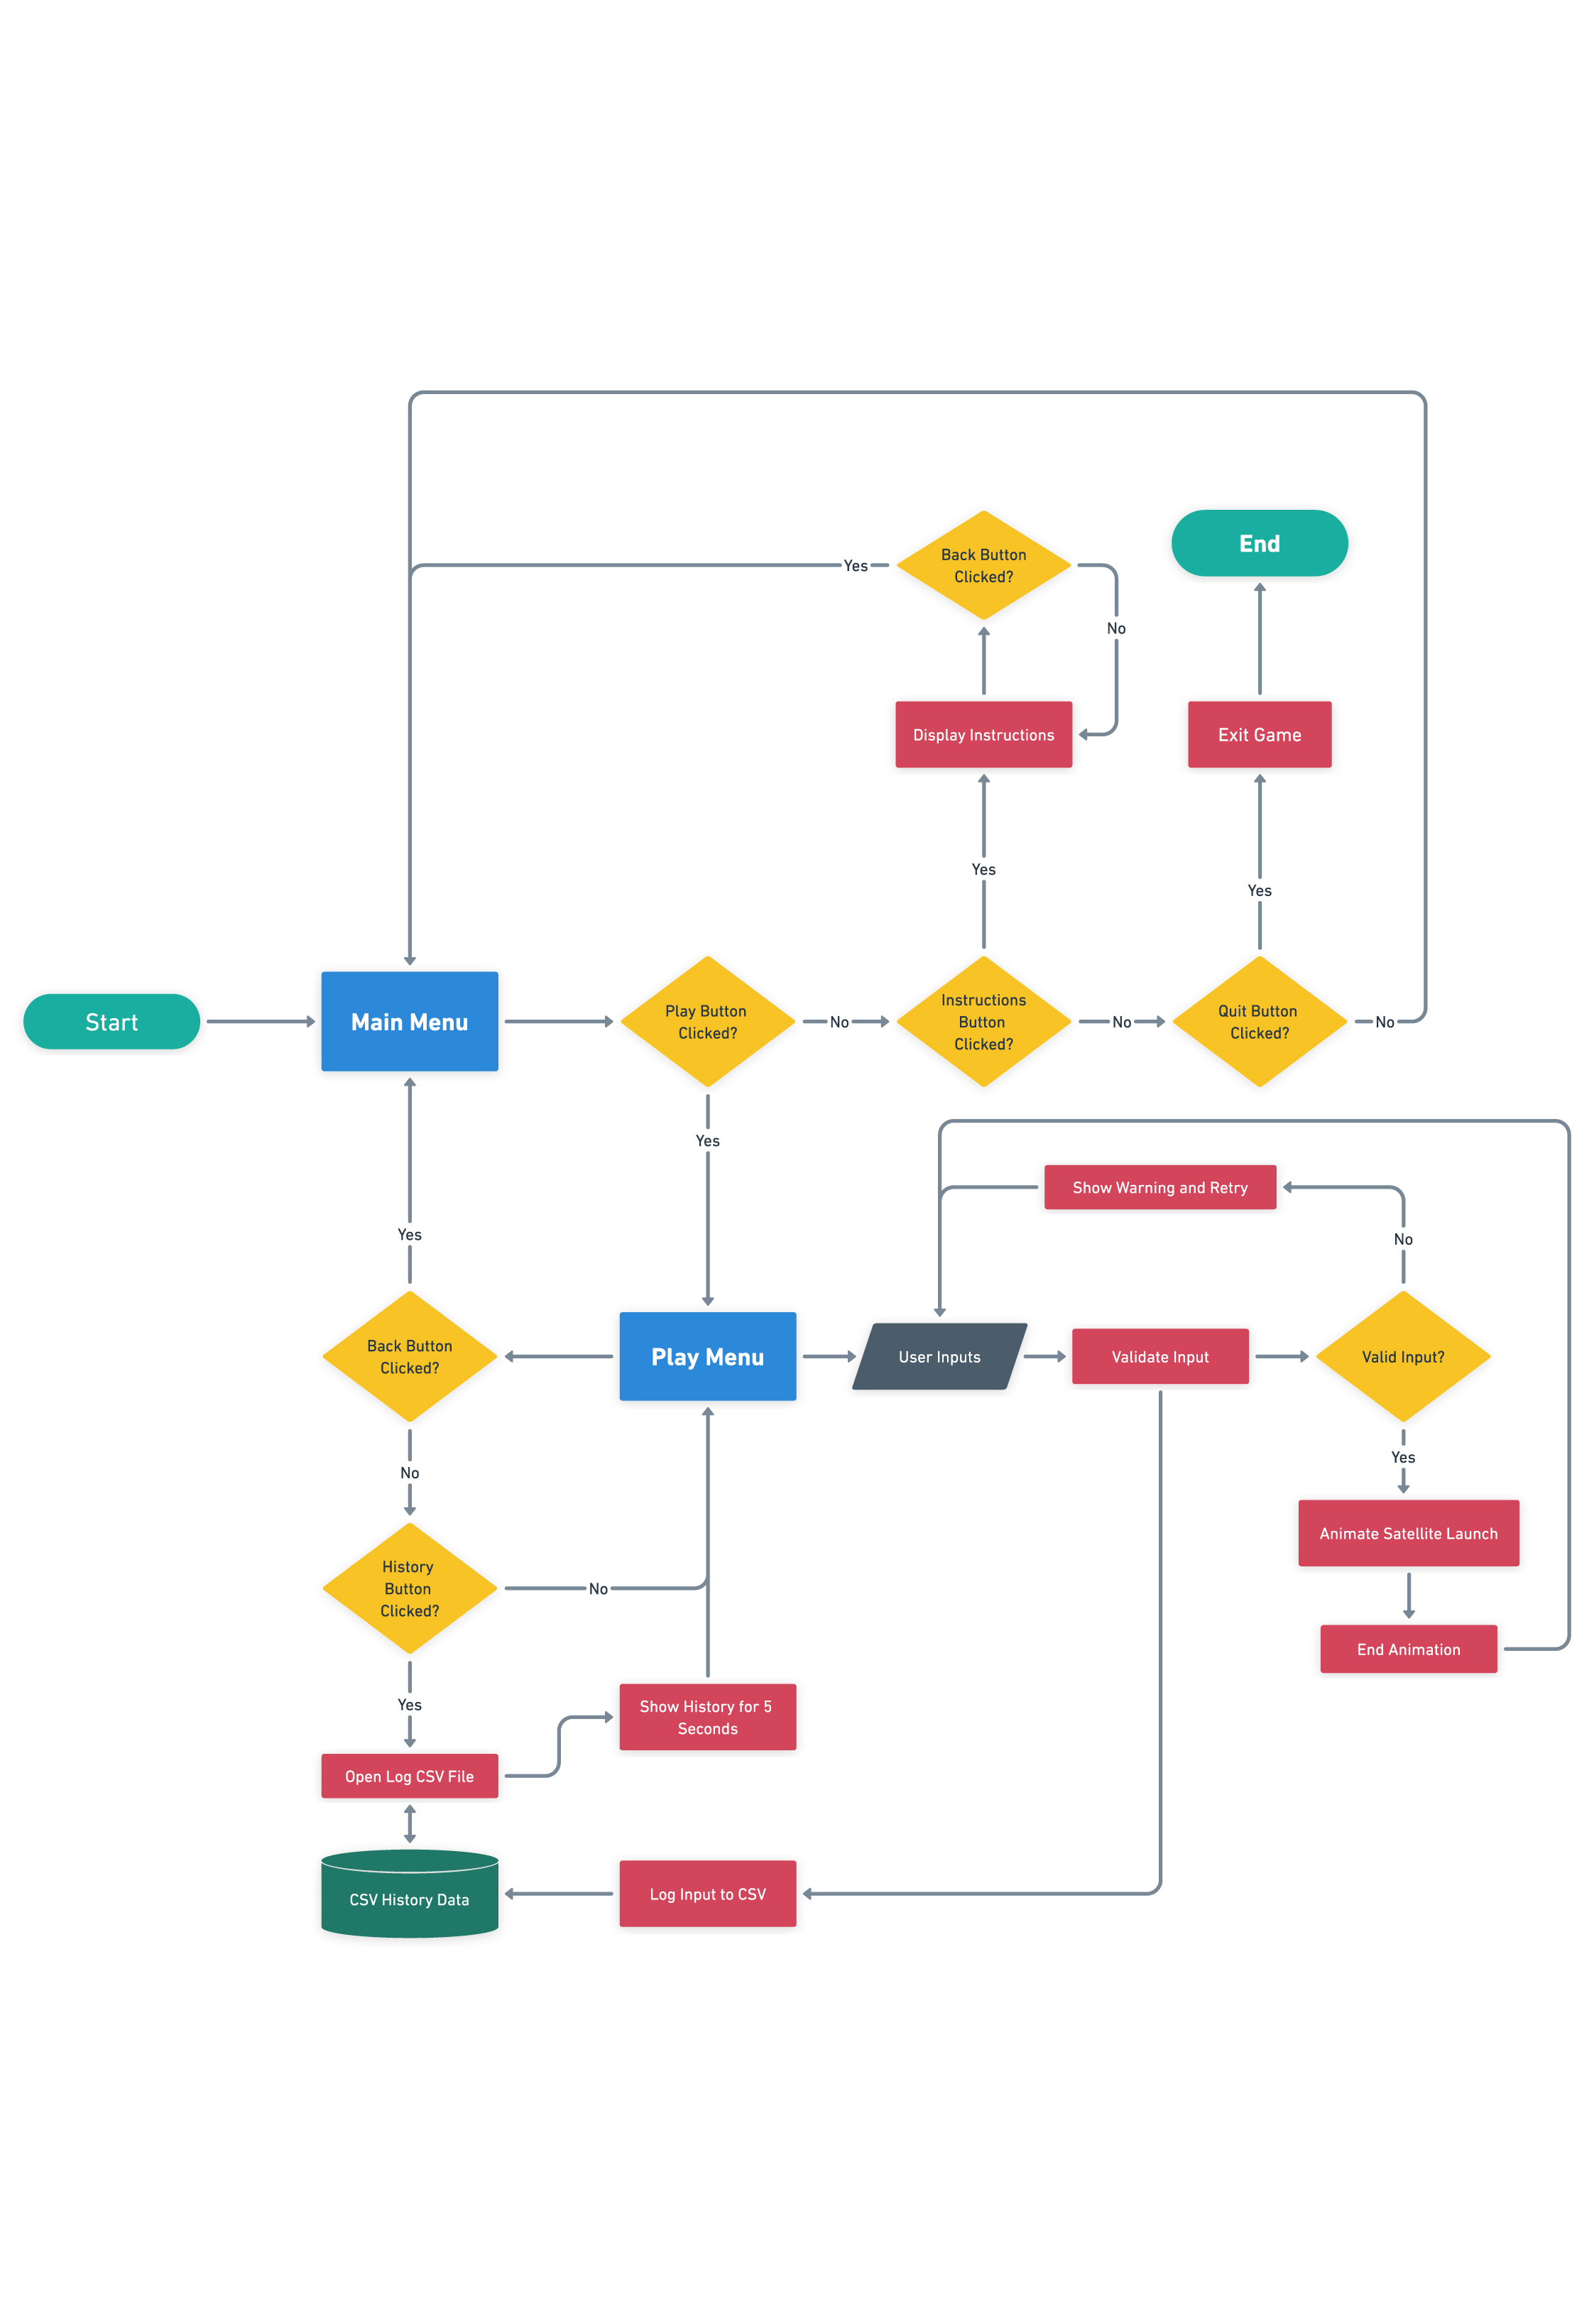 Back Button
Clicked?
End
Yes
No
Display Instructions
Exit Game
Yes
Yes
Start
Main Menu
Play Button
Clicked?
No
Instructions
Button
Clicked?
No
Quit Button
Clicked?
No
Yes
Show Warning and Retry
Yes
No
Back Button
Clicked?
Play Menu
User Inputs
Validate Input
Valid Input?
No
Yes
Animate Satellite Launch
History
Button
Clicked?
No
End Animation
Yes
Show History for 5
Seconds
Open Log CSV File
CSV History Data
Log Input to CSV